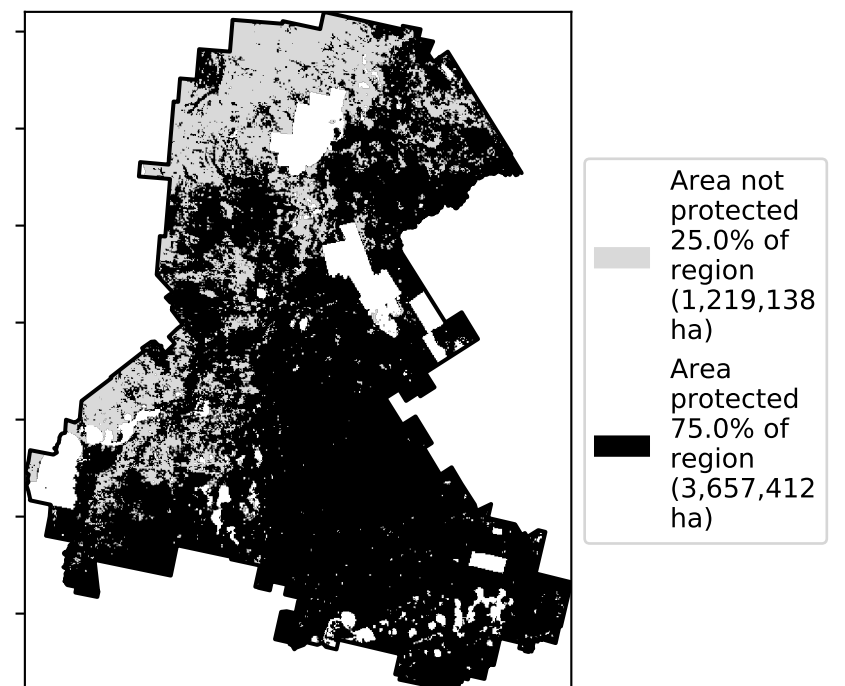 Area not
protected
25.0% of
region
(1,219,138
ha)
Area
protected
75.0% of
region
(3,657,412
ha)